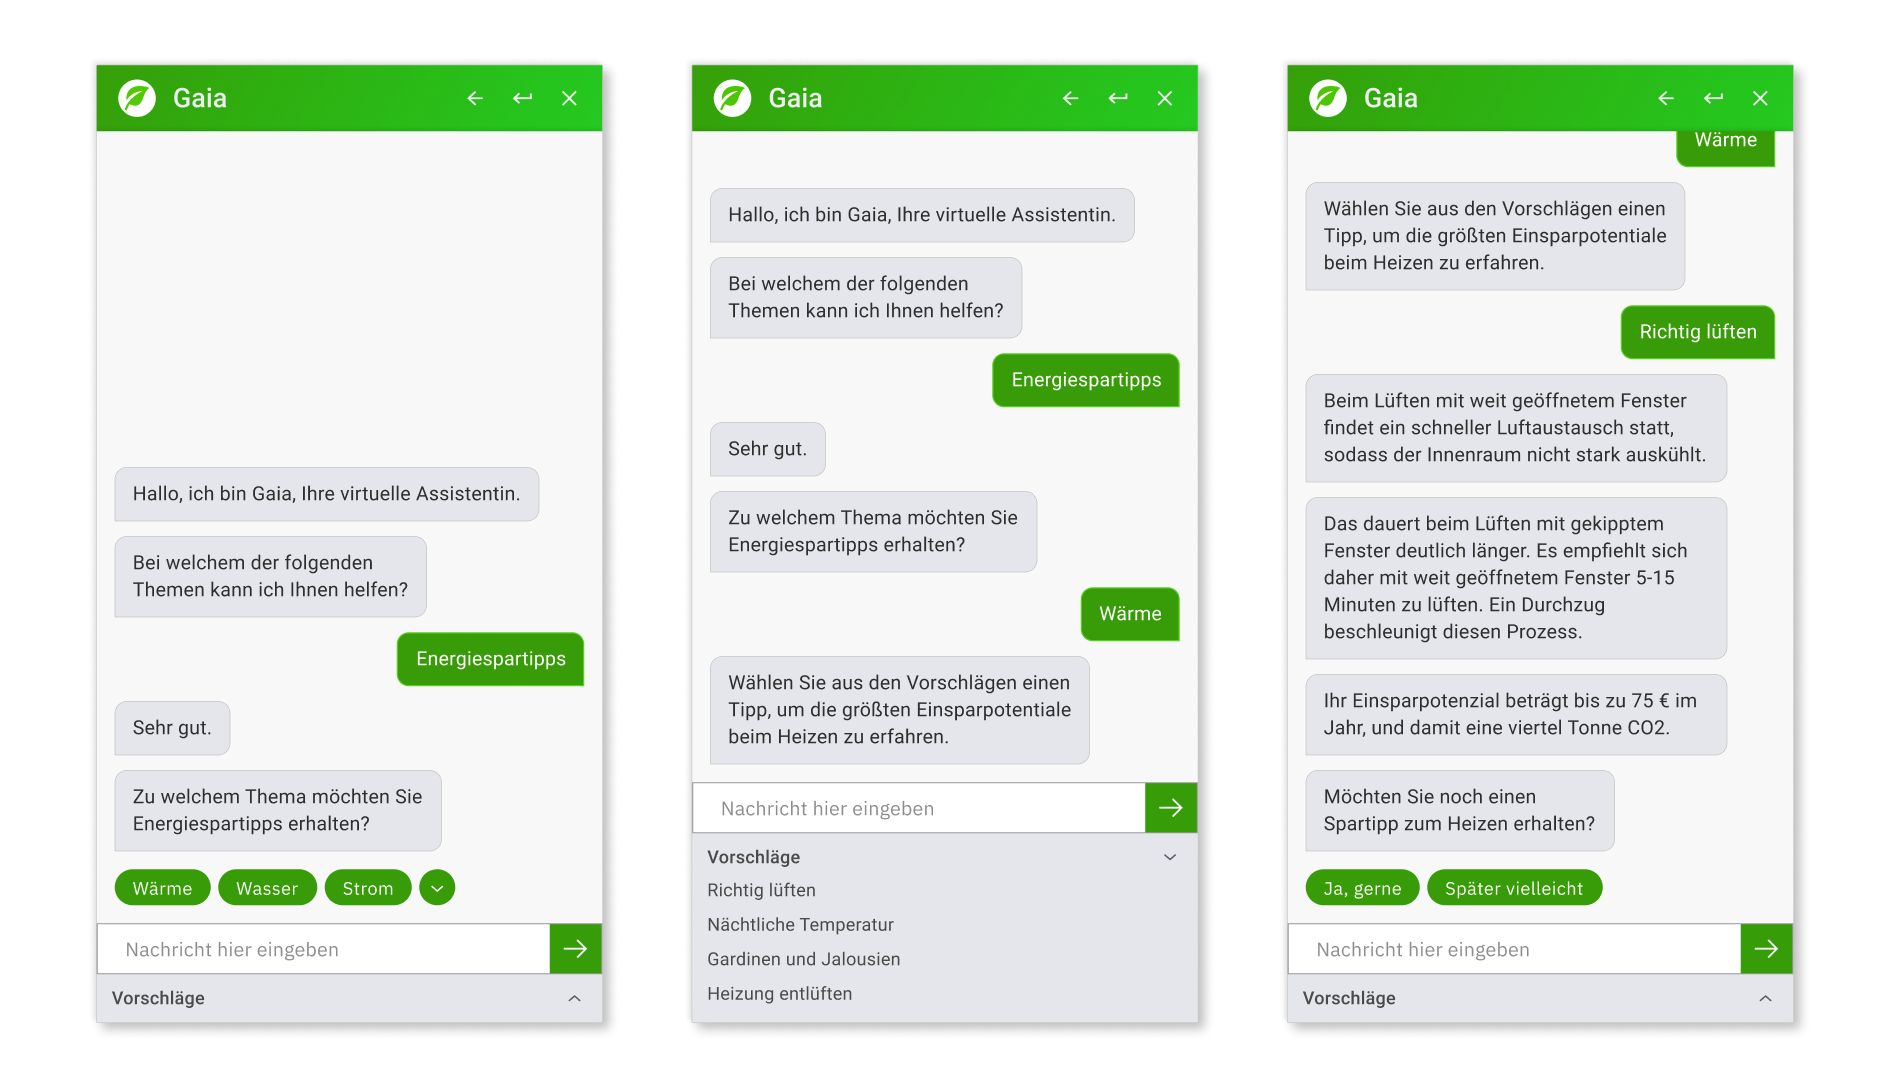 Gaia
Hallo, ich bin Gaia, Ihre virtuelle Assistentin.
Bei welchem der folgenden
Themen kann ich Ihnen helfen?
Energiespartipps
Sehr gut.
Zu welchem Thema möchten Sie
Energiespartipps erhalten?
Wärme
Wasser
Strom
Nachricht hier eingeben
Vorschläge
Gaia
Hallo, ich bin Gaia, Ihre virtuelle Assistentin.
Bei welchem der folgenden
Themen kann ich Ihnen helfen?
Energiespartipps
Sehr gut.
Zu welchem Thema möchten Sie
Energiespartipps erhalten?
Wärme
Wählen Sie aus den Vorschlägen einen
Tipp, um die größten Einsparpotentiale
beim Heizen zu erfahren.
Nachricht hier eingeben
Vorschläge
Richtig lüften
Nächtliche Temperatur
Gardinen und Jalousien
Heizung entlüften
Gaia
Wärme
Wählen Sie aus den Vorschlägen einen
Tipp, um die größten Einsparpotentiale
beim Heizen zu erfahren.
Richtig lüften
Beim Lüften mit weit geöffnetem Fenster
findet ein schneller Luftaustausch statt,
sodass der Innenraum nicht stark auskühlt.
Das dauert beim Lüften mit gekipptem
Fenster deutlich länger. Es empfiehlt sich
daher mit weit geöffnetem Fenster 5-15
Minuten zu lüften. Ein Durchzug
beschleunigt diesen Prozess.
Ihr Einsparpotenzial beträgt bis zu 75 € im
Jahr, und damit eine viertel Tonne CO2.
Möchten Sie noch einen
Spartipp zum Heizen erhalten?
Ja, gerne
Später vielleicht
Nachricht hier eingeben
Vorschläge